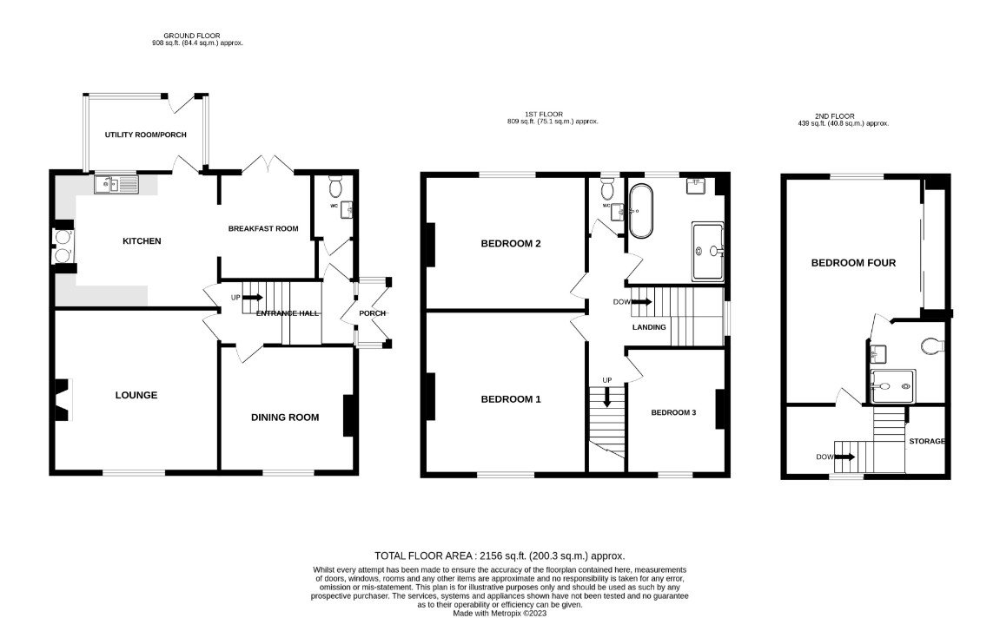 GROUND FLOOR
908 sq.ft. (84.4 sq.m.) approx.
UTILITY ROOM/PORCH
WC
BREAKFAST ROOM
KITCHEN
UP
ENTRANCE HALL
PORCH
LOUNGE
DINING ROOM
1ST FLOOR
809 sq.ft. (75.1 sq.m.) approx.
WC
BEDROOM 2
DOWN
LANDING
UP
BEDROOM 1
BEDROOM 3
2ND FLOOR
439 sq.ft. (40.8 sq.m.) approx.
BEDROOM FOUR
STORAGE
DOWN
TOTAL FLOOR AREA : 2156 sq.ft. (200.3 sq.m.) approx.
Whilst every attempt has been made to ensure the accuracy of the floorplan contained here, measurements
of doors, windows, rooms and any other items are approximate and no responsibility is taken for any error,
omission or mis-statement. This plan is for illustrative purposes only and should be used as such by any
prospective purchaser. The services, systems and appliances shown have not been tested and no guarantee
as to their operability or efficiency can be given.
Made with Metropix ©2023